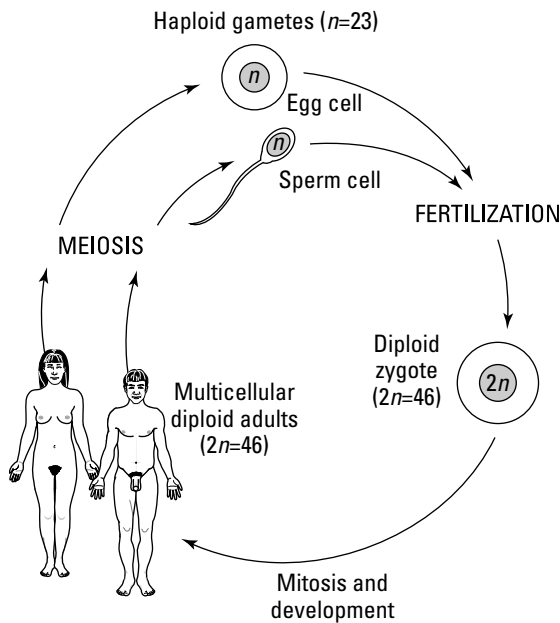 Haploid gametes (n=23)
n
Egg cell
n
Sperm cell
MEIOSIS
FERTILIZATION
Diploid
zygote
(2n=46)
2n
Multicellular
diploid adults
(2n=46)
Mitosis and
development